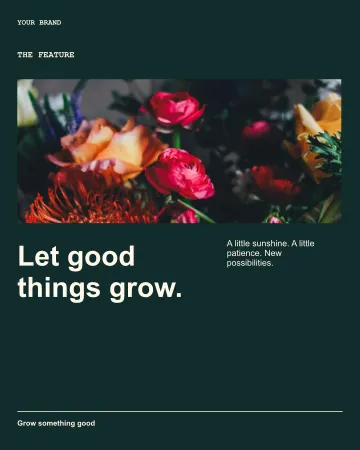 YOUR BRAND
THE FEATURE
Let good
things grow.
A little sunshine. A little
patience. New
possibilities.
Grow something good